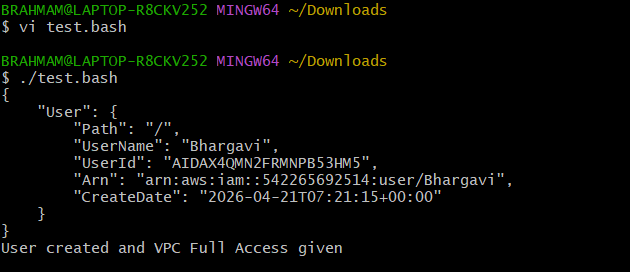 BRAHMAM@LAPTOP-R8CKV252 MINGW64 ~/Downloads
$ vi test.bash
BRAHMAM@LAPTOP-R8CKV252 MINGW64 ~/Downloads
$ ./test.bash
{
    "User": {
        "Path": "/",
        "UserName": "Bhargavi",
        "UserId": "AIDAX4QMN2FRMNPB53HM5",
        "Arn": "arn:aws:iam::542265692514:user/Bhargavi",
        "CreateDate": "2026-04-21T07:21:15+00:00"
    }
}
User created and VPC Full Access given